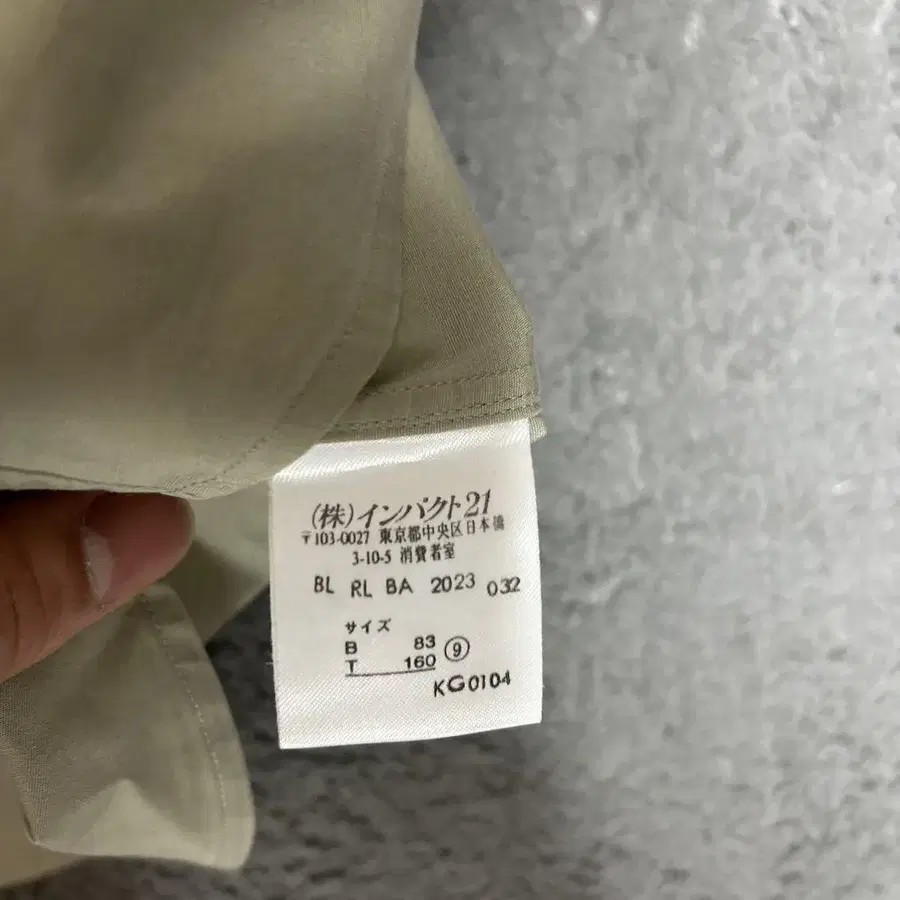 (株)インパクト21
〒103-0027 東京都中央区日本橋
3-10-5 消費者室
BL RL BA 2023 032
サイズ
B 83
T 160 ⑨
KG0104